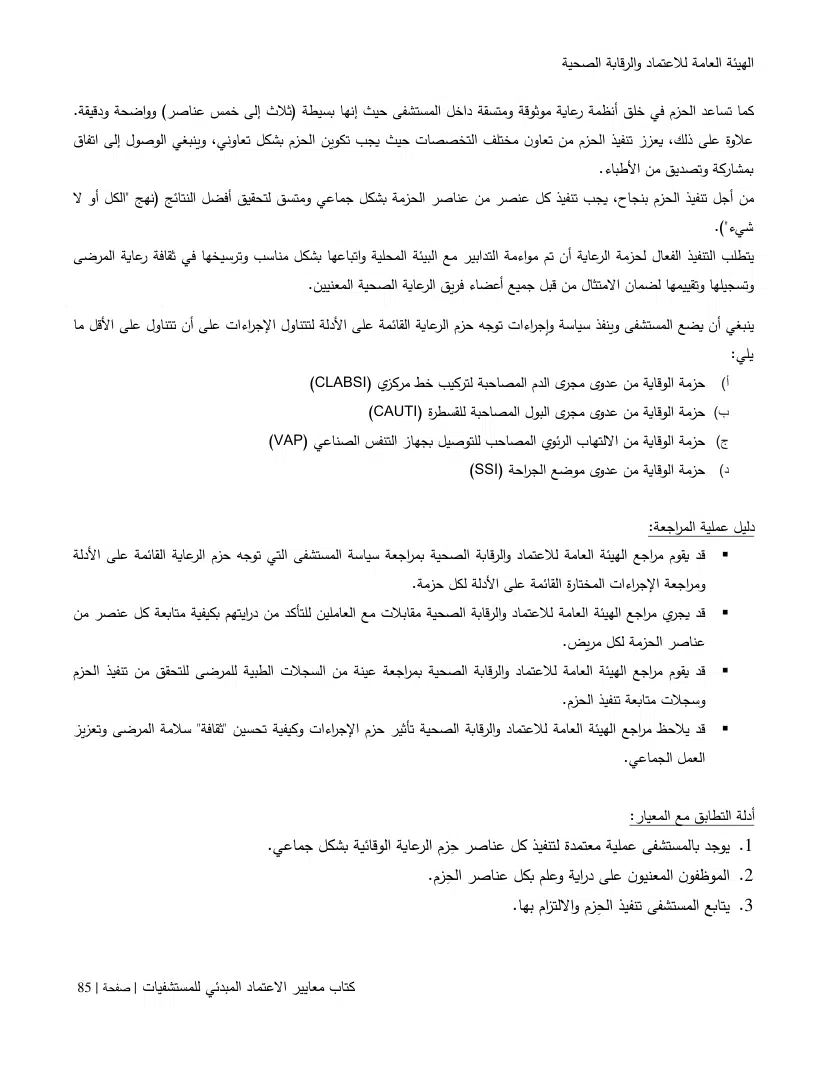 الهيئة العامة للاعتماد والرقابة الصحية
كما تساعد الحزم في خلق أنظمة رعاية موثوقة ومتسقة داخل المستشفى حيث إنها بسيطة (ثلاث إلى خمس عناصر) وواضحة ودقيقة.
علاوة على ذلك، يعزز تنفيذ الحزم من تعاون مختلف التخصصات حيث يجب تكوين الحزم بشكل تعاوني، وينبغي الوصول إلى اتفاق
بمشاركة وتصديق من الأطباء.
من أجل تنفيذ الحزم بنجاح، يجب تنفيذ كل عنصر من عناصر الحزمة بشكل جماعي ومتسق لتحقيق أفضل النتائج (نهج "الكل أو لا
شيء").
يتطلب التنفيذ الفعال لحزمة الرعاية أن تم مواءمة التدابير مع البيئة المحلية واتباعها بشكل مناسب وترسيخها في ثقافة رعاية المرضى
وتسجيلها وتقييمها لضمان الامتثال من قبل جميع أعضاء فريق الرعاية الصحية المعنيين.
ينبغي أن يضع المستشفى وينفذ سياسة وإجراءات توجه حزم الرعاية القائمة على الأدلة لتتناول الإجراءات على أن تتناول على الأقل ما
يلي:
أ) حزمة الوقاية من عدوى مجرى الدم المصاحبة لتركيب خط مركزي (CLABSI)
ب) حزمة الوقاية من عدوى مجرى البول المصاحبة للقسطرة (CAUTI)
ج) حزمة الوقاية من الالتهاب الرئوي المصاحب للتوصيل بجهاز التنفس الصناعي (VAP)
د) حزمة الوقاية من عدوى موضع الجراحة (SSI)
دليل عملية المراجعة:
▪ قد يقوم مراجع الهيئة العامة للاعتماد والرقابة الصحية بمراجعة سياسة المستشفى التي توجه حزم الرعاية القائمة على الأدلة
ومراجعة الإجراءات المختارة القائمة على الأدلة لكل حزمة.
▪ قد يجري مراجع الهيئة العامة للاعتماد والرقابة الصحية مقابلات مع العاملين للتأكد من درايتهم بكيفية متابعة كل عنصر من
عناصر الحزمة لكل مريض.
▪ قد يقوم مراجع الهيئة العامة للاعتماد والرقابة الصحية بمراجعة عينة من السجلات الطبية للمرضى للتحقق من تنفيذ الحزم
وسجلات متابعة تنفيذ الحزم.
▪ قد يلاحظ مراجع الهيئة العامة للاعتماد والرقابة الصحية تأثير حزم الإجراءات وكيفية تحسين "ثقافة" سلامة المرضى وتعزيز
العمل الجماعي.
أدلة التطابق مع المعيار:
1. يوجد بالمستشفى عملية معتمدة لتنفيذ كل عناصر حِزم الرعاية الوقائية بشكل جماعي.
2. الموظفون المعنيون على دراية وعلم بكل عناصر الحِزم.
3. يتابع المستشفى تنفيذ الحِزم والالتزام بها.
كتاب معايير الاعتماد المبدئي للمستشفيات | صفحة | 85